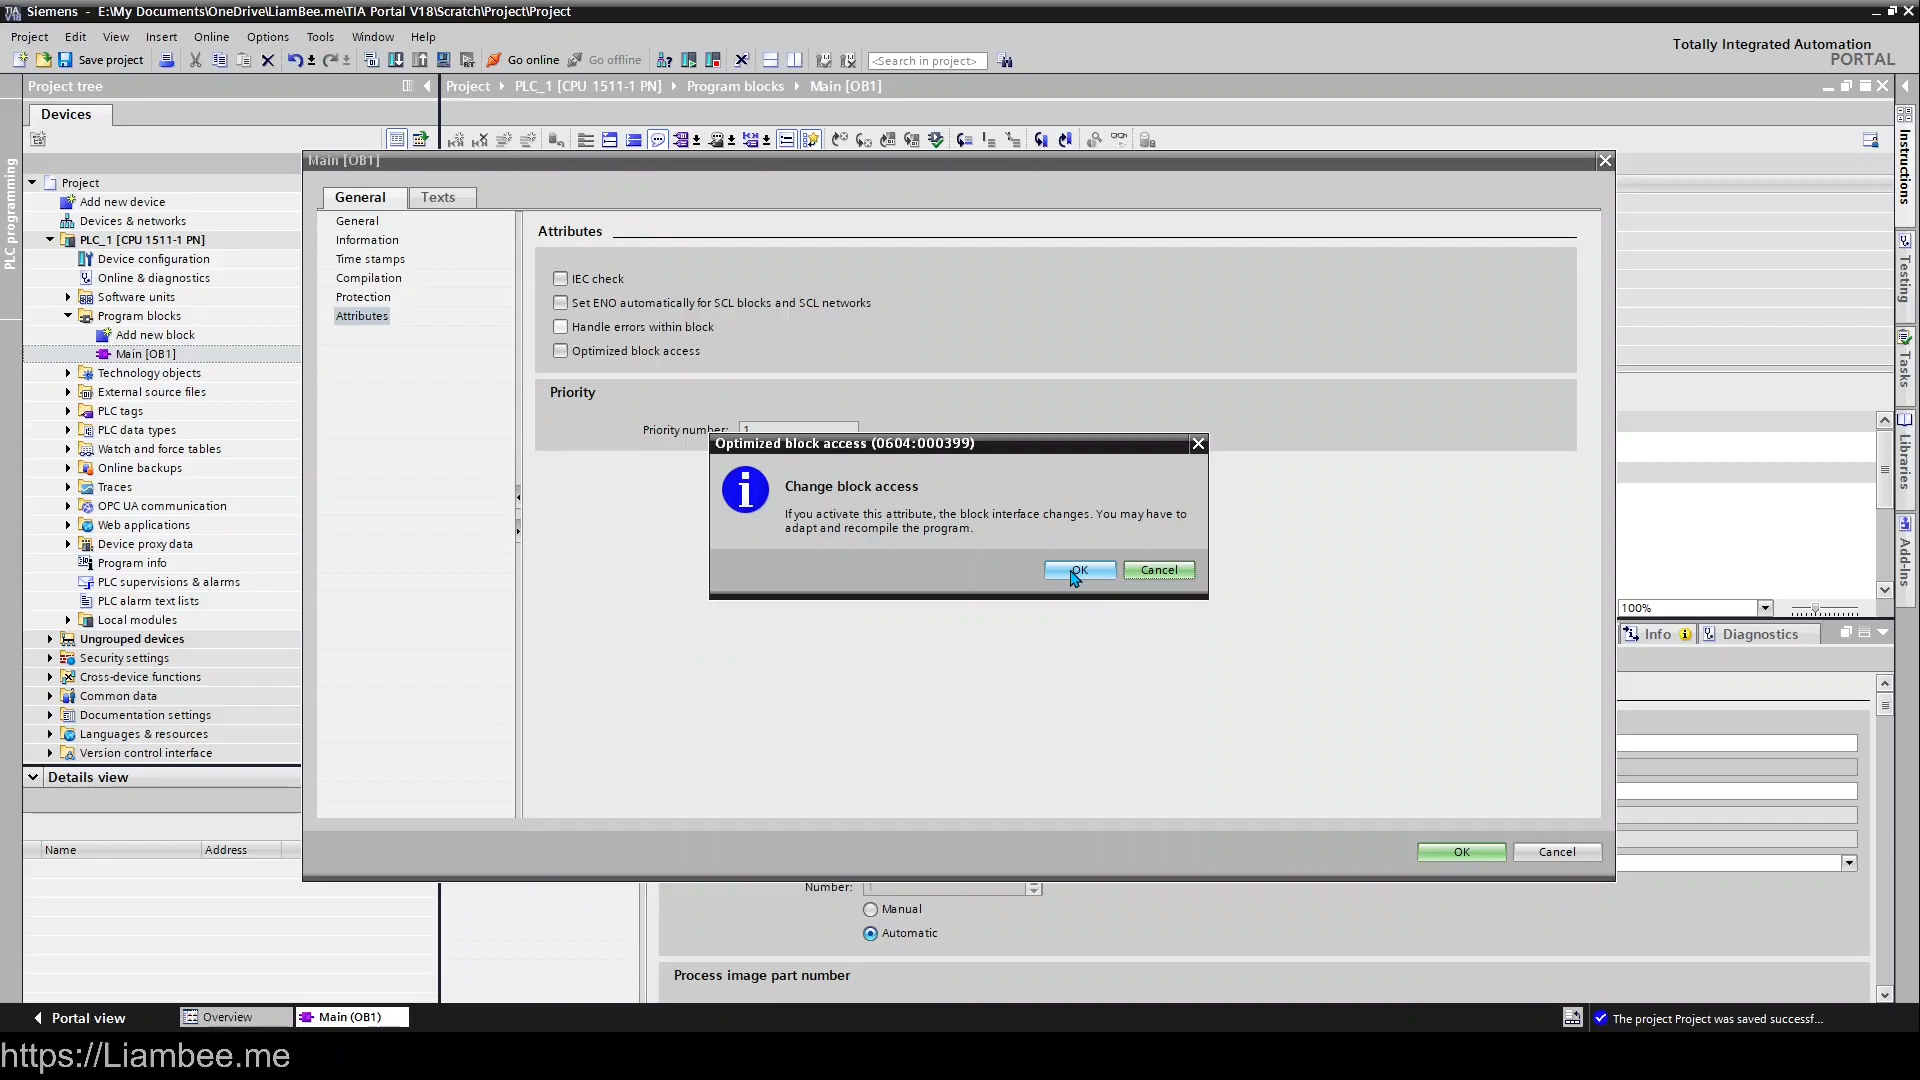 Siemens - E:\My Documents\OneDrive\LiamBee.me\TIA Portal V18\Scratch\Project\Project
Project Edit View Insert Online Options Tools Window Help
Totally Integrated Automation
PORTAL
Save project Go online Go offline <Search in project>
Project tree
Project PLC_1 [CPU 1511-1 PN] Program blocks Main [OB1]
Devices
PLC programming
Main [OB1]
Project
Add new device
Devices & networks
PLC_1 [CPU 1511-1 PN]
Device configuration
Online & diagnostics
Software units
Program blocks
Add new block
Main [OB1]
Technology objects
External source files
PLC tags
PLC data types
Watch and force tables
Online backups
Traces
OPC UA communication
Web applications
Device proxy data
Program info
PLC supervisions & alarms
PLC alarm text lists
Local modules
Ungrouped devices
Security settings
Cross-device functions
Common data
Documentation settings
Languages & resources
Version control interface
Details view
Name Address
General Texts
General
Information
Time stamps
Compilation
Protection
Attributes
Attributes
IEC check
Set ENO automatically for SCL blocks and SCL networks
Handle errors within block
Optimized block access
Priority
Priority number: 1
Optimized block access (0604:000399)
Change block access
If you activate this attribute, the block interface changes. You may have to
adapt and recompile the program.
OK Cancel
OK Cancel
100%
Info Diagnostics
Number: 1
Manual
Automatic
Process image part number
Instructions
Testing
Tasks
Libraries
Add-Ins
Portal view Overview Main (OB1) The project Project was saved successf...
https://Liambee.me